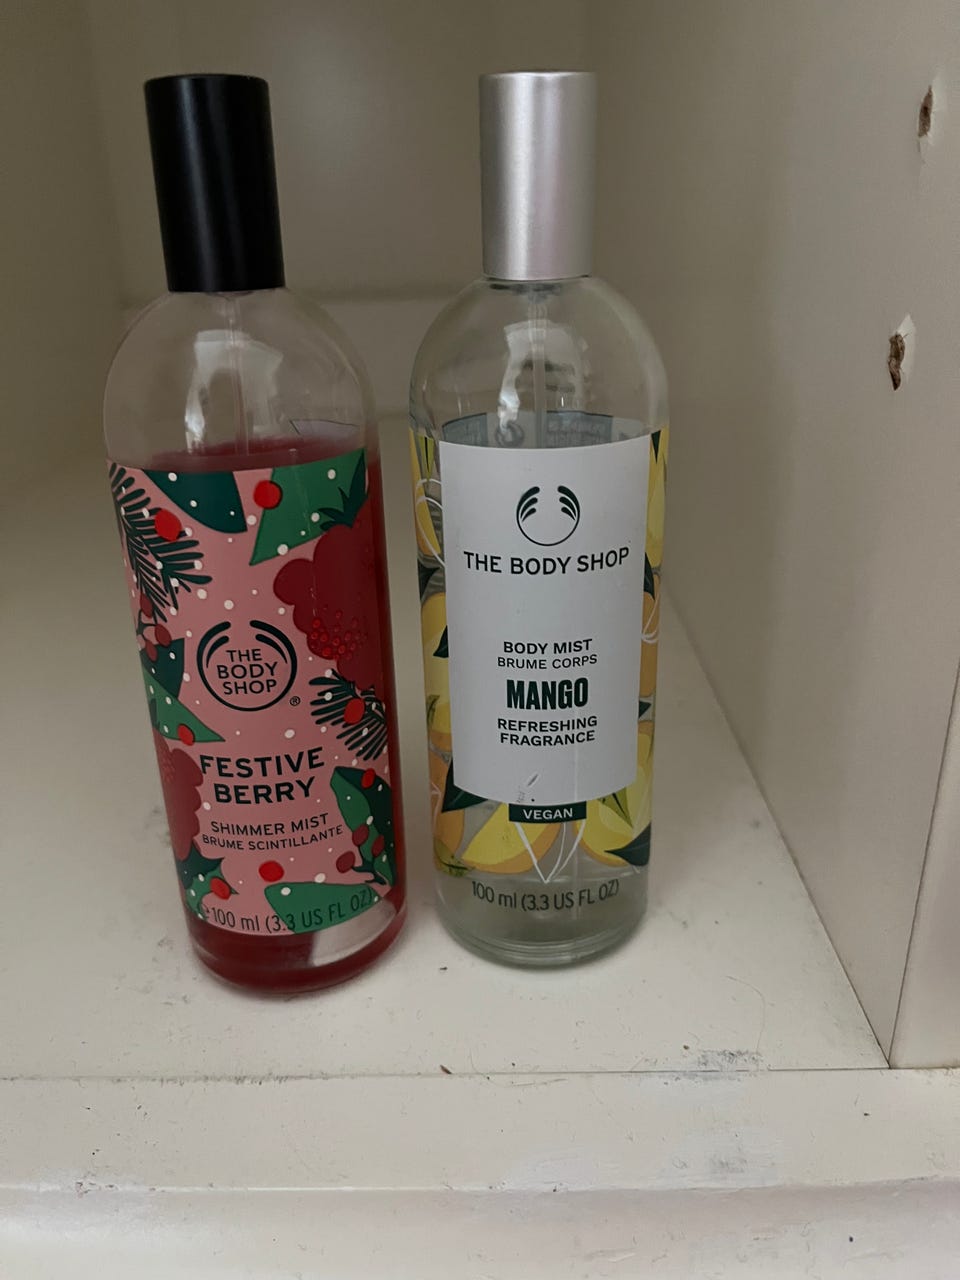 THE
BODY
SHOP
®
FESTIVE
BERRY
SHIMMER MIST
BRUME SCINTILLANTE
100 ml (3.3 US FL OZ)
THE BODY SHOP
BODY MIST
BRUME CORPS
MANGO
REFRESHING
FRAGRANCE
VEGAN
100 ml (3.3 US FL OZ)